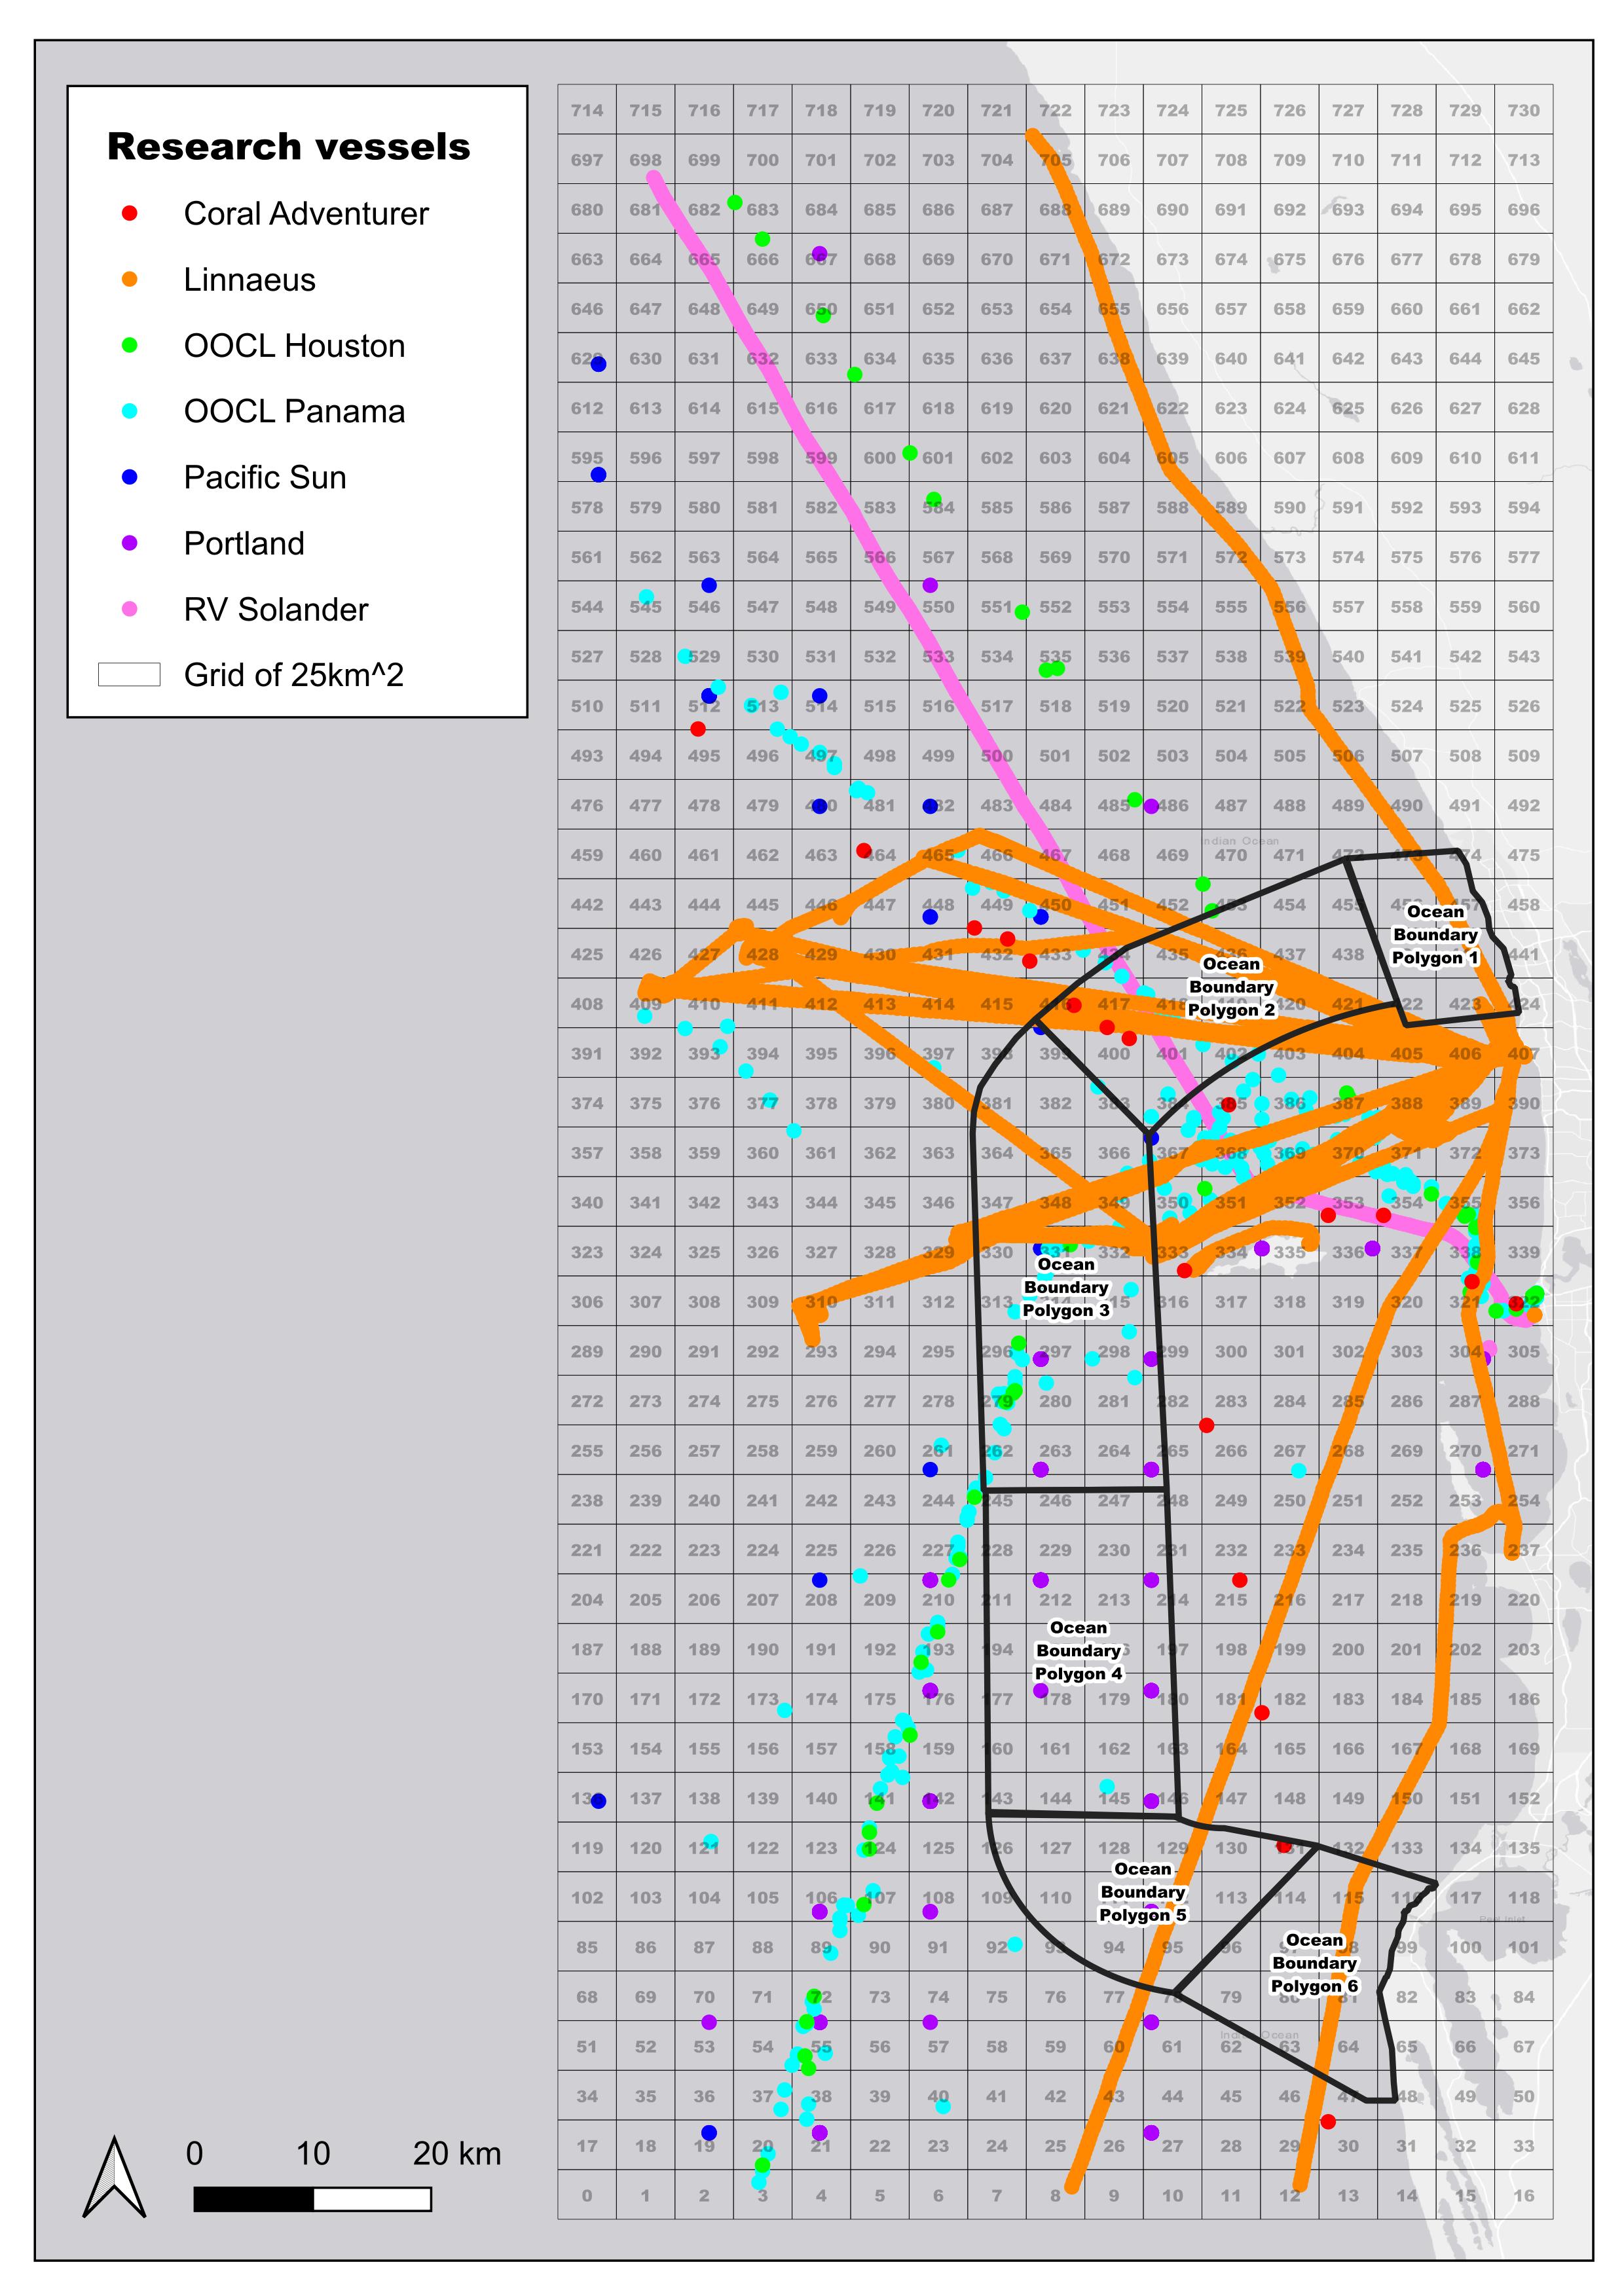 Research vessels
Coral Adventurer
Linnaeus
OOCL Houston
OOCL Panama
Pacific Sun
Portland
RV Solander
Grid of 25km^2
714 715 716 717 718 719 720 721 722 723 724 725 726 727 728 729 730
697 698 699 700 701 702 703 704 705 706 707 708 709 710 711 712 713
680 681 682 683 684 685 686 687 688 689 690 691 692 693 694 695 696
663 664 665 666 667 668 669 670 671 672 673 674 675 676 677 678 679
646 647 648 649 650 651 652 653 654 655 656 657 658 659 660 661 662
629 630 631 632 633 634 635 636 637 638 639 640 641 642 643 644 645
612 613 614 615 616 617 618 619 620 621 622 623 624 625 626 627 628
595 596 597 598 599 600 601 602 603 604 605 606 607 608 609 610 611
578 579 580 581 582 583 584 585 586 587 588 589 590 591 592 593 594
561 562 563 564 565 566 567 568 569 570 571 572 573 574 575 576 577
544 545 546 547 548 549 550 551 552 553 554 555 556 557 558 559 560
527 528 529 530 531 532 533 534 535 536 537 538 539 540 541 542 543
510 511 512 513 514 515 516 517 518 519 520 521 522 523 524 525 526
493 494 495 496 497 498 499 500 501 502 503 504 505 506 507 508 509
476 477 478 479 480 481 482 483 484 485 486 487 488 489 490 491 492
Indian Ocean
459 460 461 462 463 464 465 466 467 468 469 470 471 472 473 474 475
442 443 444 445 446 447 448 449 450 451 452 453 454 455 457 458
Ocean
Boundary
Polygon 1
425 426 427 428 429 430 431 432 433 434 435 436 437 438 441
Ocean
Boundary
Polygon 2
408 409 410 411 412 413 414 415 416 417 418 420 421 422 423 424
391 392 393 394 395 396 397 398 399 400 401 402 403 404 405 406 407
374 375 376 377 378 379 380 381 382 383 384 385 386 387 388 389 390
357 358 359 360 361 362 363 364 365 366 367 368 369 370 371 372 373
340 341 342 343 344 345 346 347 348 349 350 351 352 353 354 355 356
323 324 325 326 327 328 329 330 331 332 333 334 335 336 337 338 339
Ocean
Boundary
Polygon 3
306 307 308 309 310 311 312 313 316 317 318 319 320 321 322
289 290 291 292 293 294 295 296 297 298 299 300 301 302 303 304 305
272 273 274 275 276 277 278 279 280 281 282 283 284 285 286 287 288
255 256 257 258 259 260 261 262 263 264 265 266 267 268 269 270 271
238 239 240 241 242 243 244 245 246 247 248 249 250 251 252 253 254
221 222 223 224 225 226 227 228 229 230 231 232 233 234 235 236 237
204 205 206 207 208 209 210 211 212 213 214 215 216 217 218 219 220
187 188 189 190 191 192 193 194 197 198 199 200 201 202 203
Ocean
Boundary
Polygon 4
170 171 172 173 174 175 176 177 178 179 180 181 182 183 184 185 186
153 154 155 156 157 158 159 160 161 162 163 164 165 166 167 168 169
136 137 138 139 140 141 142 143 144 145 146 147 148 149 150 151 152
119 120 121 122 123 124 125 126 127 128 129 130 131 132 133 134 135
102 103 104 105 106 107 108 109 110 113 114 115 116 117 118
Ocean
Boundary
Polygon 5
Peel Inlet
85 86 87 88 89 90 91 92 93 94 95 96 98 99 100 101
Ocean
Boundary
Polygon 6
68 69 70 71 72 73 74 75 76 77 78 79 81 82 83 84
Indian Ocean
51 52 53 54 55 56 57 58 59 60 61 62 63 64 65 66 67
34 35 36 37 38 39 40 41 42 43 44 45 46 47 48 49 50
17 18 19 20 21 22 23 24 25 26 27 28 29 30 31 32 33
0 1 2 3 4 5 6 7 8 9 10 11 12 13 14 15 16
0 10 20 km